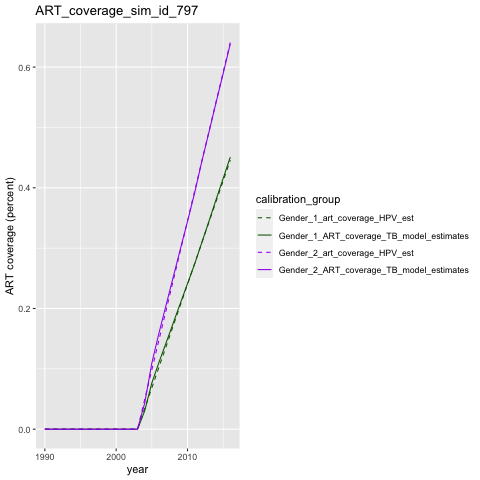 ART_coverage_sim_id_797
ART coverage (percent)
0.6
0.4
0.2
0.0
1990
2000
2010
year
calibration_group
Gender_1_art_coverage_HPV_est
Gender_1_ART_coverage_TB_model_estimates
Gender_2_art_coverage_HPV_est
Gender_2_ART_coverage_TB_model_estimates